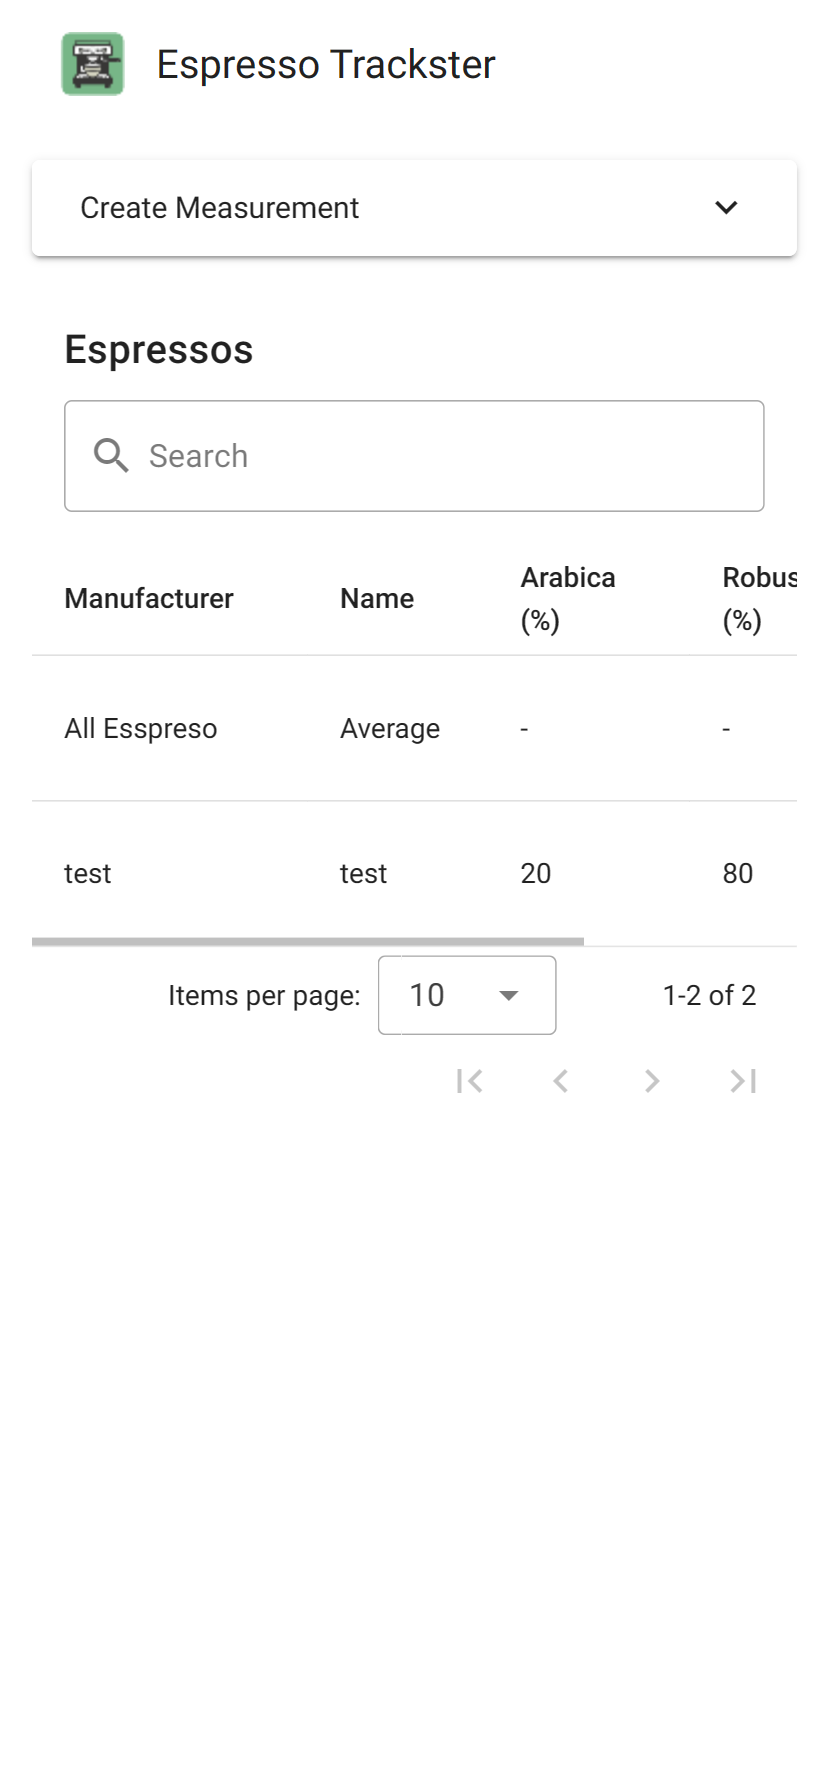 Espresso Trackster
Create Measurement
Espressos
Search
Manufacturer Name Arabica (%) Robus (%)
All Esspreso Average - -
test test 20 80
Items per page: 10 1-2 of 2